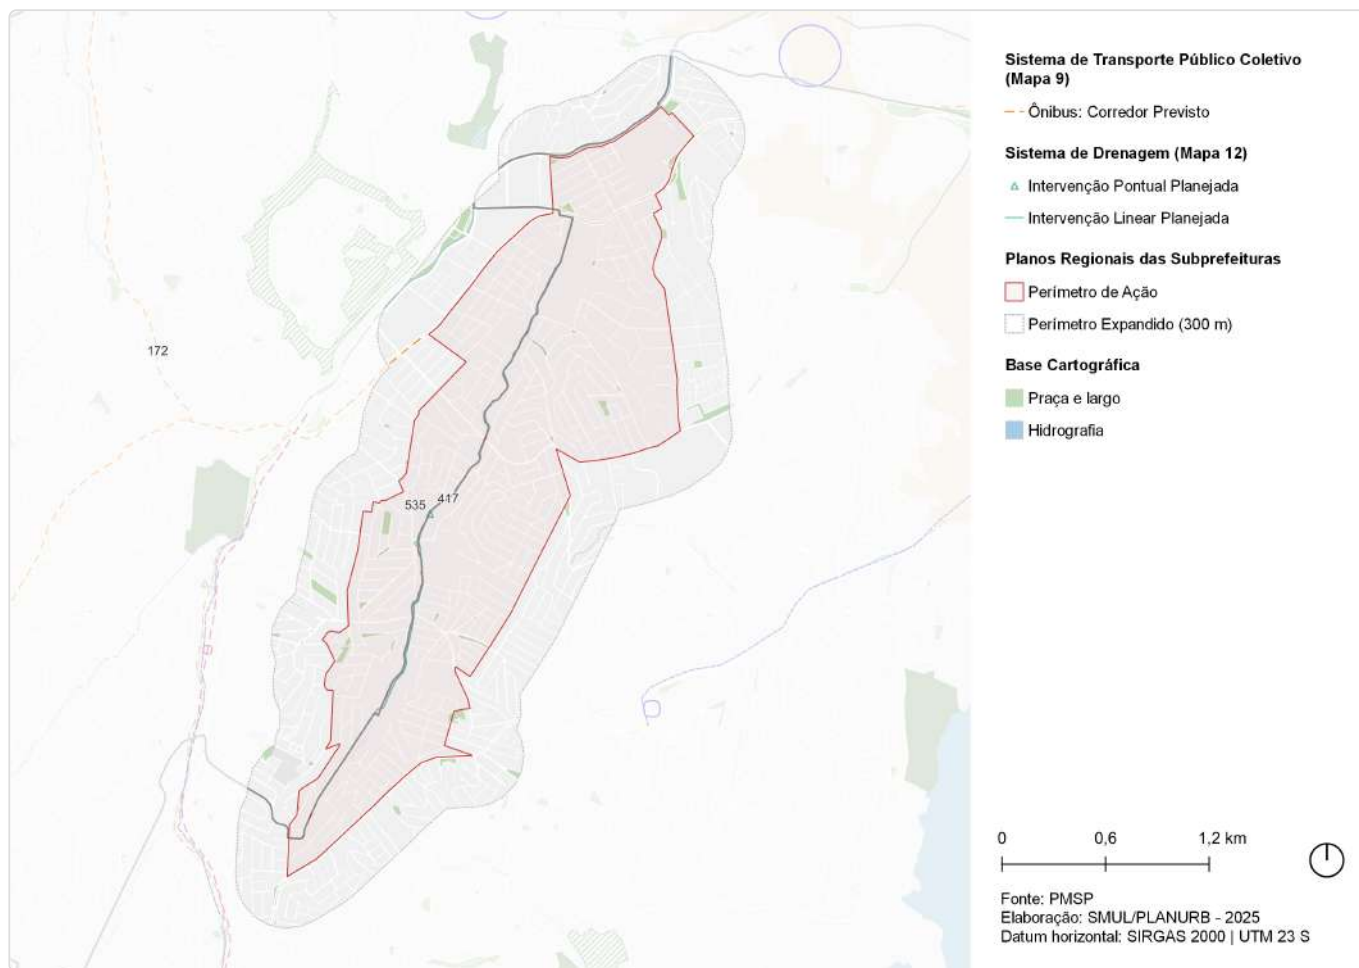 Sistema de Transporte Público Coletivo
(Mapa 9)
Ônibus: Corredor Previsto
Sistema de Drenagem (Mapa 12)
Intervenção Pontual Planejada
Intervenção Linear Planejada
Planos Regionais das Subprefeituras
Perímetro de Ação
Perímetro Expandido (300 m)
Base Cartográfica
Praça e largo
Hidrografia
172
535
417
0 0,6 1,2 km
Fonte: PMSP
Elaboração: SMUL/PLANURB - 2025
Datum horizontal: SIRGAS 2000 | UTM 23 S